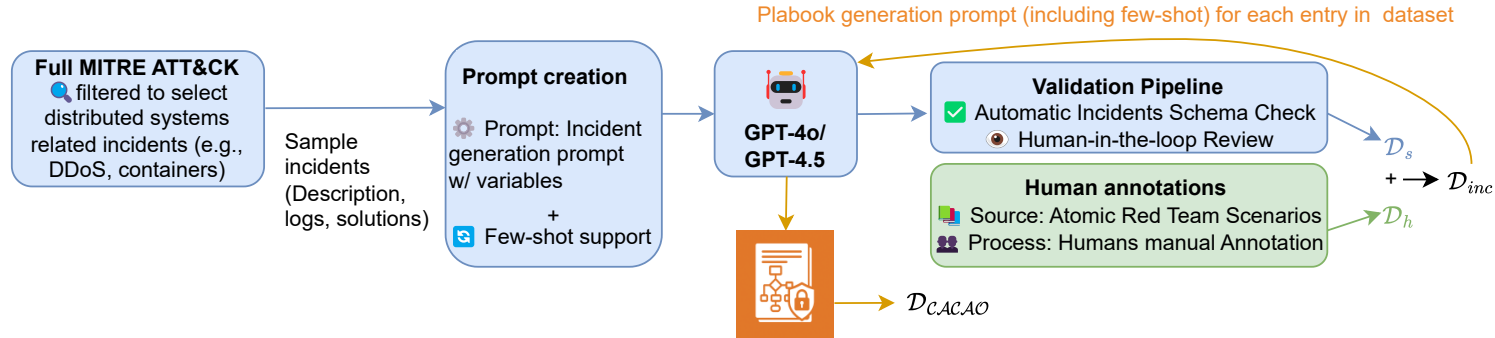 Plabook generation prompt (including few-shot) for each entry in dataset
Full MITRE ATT&CK
filtered to select
distributed systems
related incidents (e.g.,
DDoS, containers)
Sample
incidents
(Description,
logs, solutions)
Prompt creation
Prompt: Incident
generation prompt
w/ variables
+
Few-shot support
GPT-4o/
GPT-4.5
Validation Pipeline
Automatic Incidents Schema Check
Human-in-the-loop Review
Human annotations
Source: Atomic Red Team Scenarios
Process: Humans manual Annotation
𝒟ₛ
+
𝒟_inc
𝒟ₕ
𝒟_CACAO